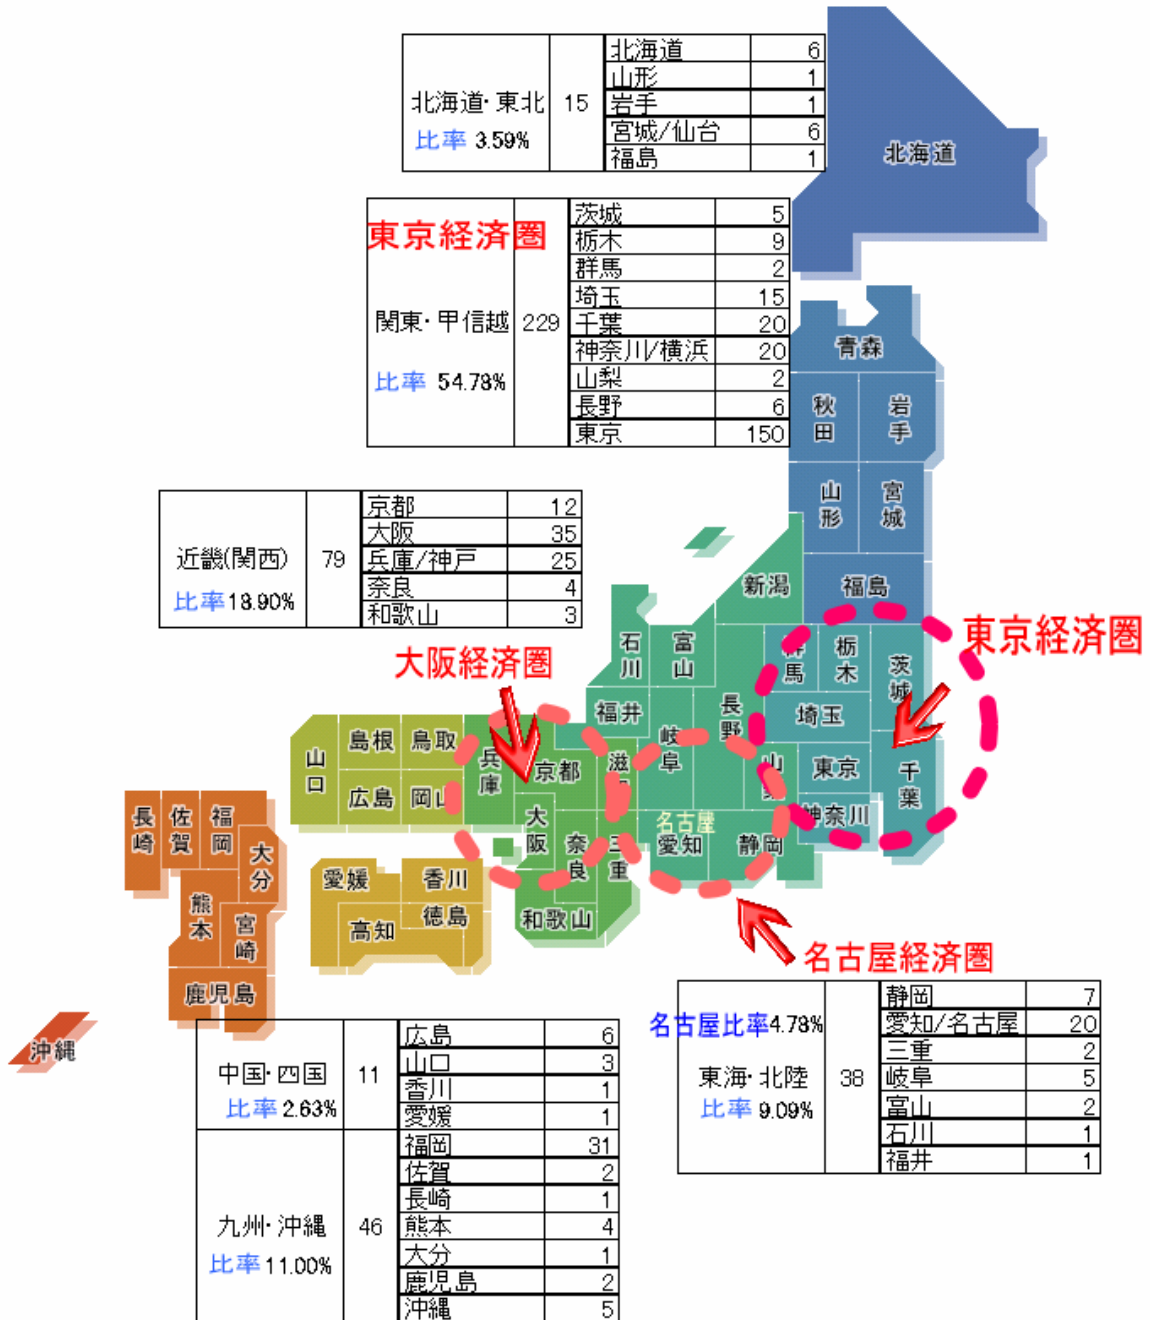 北海道・東北
比率 3.59%
15
北海道 6
山形 1
岩手 1
宮城/仙台 6
福島 1
東京経済圏
関東・甲信越
比率 54.78%
229
茨城 5
栃木 9
群馬 2
埼玉 15
千葉 20
神奈川/横浜 20
山梨 2
長野 6
東京 150
近畿(関西)
比率18.90%
79
京都 12
大阪 35
兵庫/神戸 25
奈良 4
和歌山 3
北海道
青森
秋田
岩手
山形
宮城
新潟
福島
東京経済圏
石川
富山
群馬
栃木
茨城
大阪経済圏
福井
長野
埼玉
岐阜
山口
島根
鳥取
兵庫
京都
滋
山
東京
千葉
広島
岡山
大阪
奈良
三重
名古屋
愛知
静岡
神奈川
長崎
佐賀
福岡
大分
熊本
宮崎
鹿児島
沖縄
愛媛
香川
高知
徳島
和歌山
名古屋経済圏
名古屋比率4.78%
東海・北陸
比率 9.09%
38
静岡 7
愛知/名古屋 20
三重 2
岐阜 5
富山 2
石川 1
福井 1
中国・四国
比率 2.63%
11
広島 6
山口 3
香川 1
愛媛 1
九州・沖縄
比率 11.00%
46
福岡 31
佐賀 2
長崎 1
熊本 4
大分 1
鹿児島 2
沖縄 5